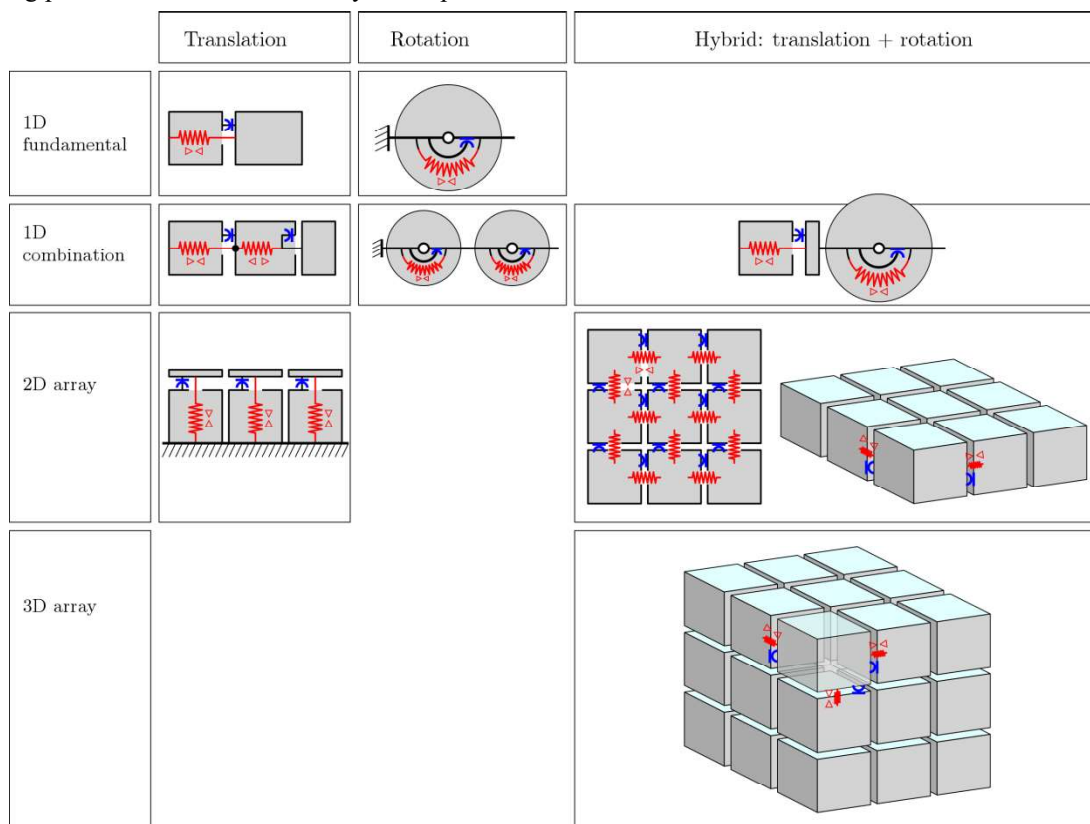 Translation
Rotation
Hybrid: translation + rotation
1D
fundamental
1D
combination
2D array
3D array